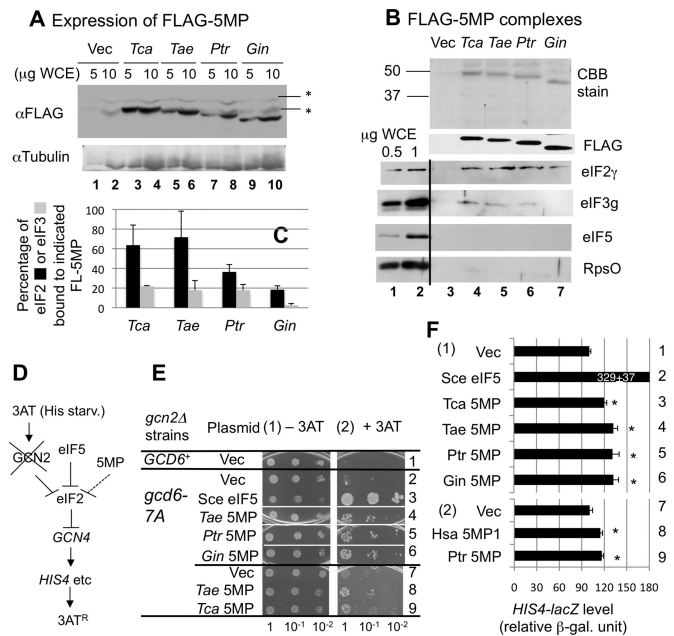 A Expression of FLAG-5MP
Vec Tca Tae Ptr Gin
(μg WCE) 5 10 5 10 5 10 5 10 5 10
*
αFLAG
*
αTubulin
1 2 3 4 5 6 7 8 9 10
Percentage of
eIF2 or eIF3
bound to indicated
FL-5MP
100
80
60
40
20
0
C
Tca Tae Ptr Gin
B FLAG-5MP complexes
Vec Tca Tae Ptr Gin
50
37
CBB
stain
μg WCE
0.5 1
FLAG
eIF2γ
eIF3g
eIF5
RpsO
1 2 3 4 5 6 7
D
3AT (His starv.)
GCN2
eIF5
5MP
eIF2
GCN4
HIS4 etc
3ATᴿ
E
gcn2Δ
strains
Plasmid (1) – 3AT (2) + 3AT
GCD6⁺ Vec 1
gcd6-
7A
Vec 2
Sce eIF5 3
Tae 5MP 4
Ptr 5MP 5
Gin 5MP 6
Vec 7
Tae 5MP 8
Tca 5MP 9
1 10⁻¹ 10⁻² 1 10⁻¹ 10⁻²
F
(1)
Vec 1
Sce eIF5 329±37 2
Tca 5MP * 3
Tae 5MP * 4
Ptr 5MP * 5
Gin 5MP * 6
(2)
Vec 7
Hsa 5MP1 * 8
Ptr 5MP * 9
0 30 60 90 120 150 180
HIS4-lacZ level
(relative β-gal. unit)